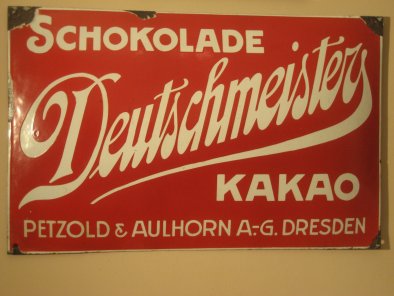 SCHOKOLADE
Deutschmeister
KAKAO
PETZOLD & AULHORN A.-G. DRESDEN